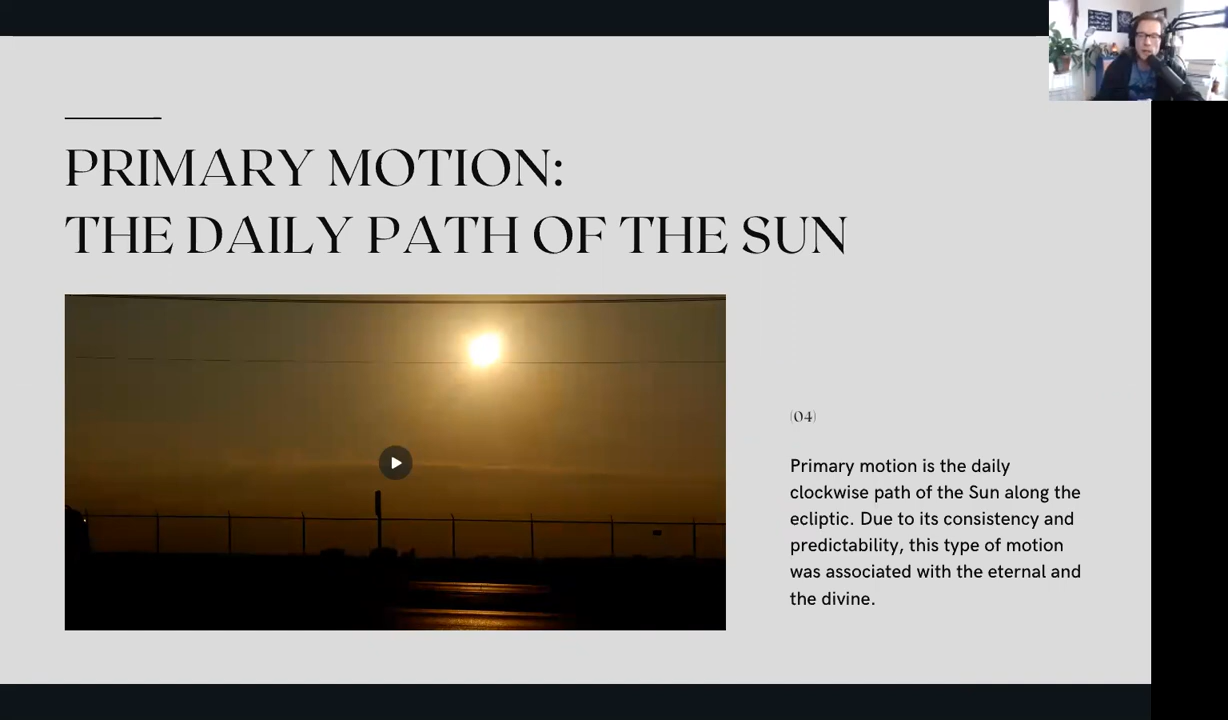 PRIMARY MOTION:
THE DAILY PATH OF THE SUN
(04)
Primary motion is the daily
clockwise path of the Sun along the
ecliptic. Due to its consistency and
predictability, this type of motion
was associated with the eternal and
the divine.